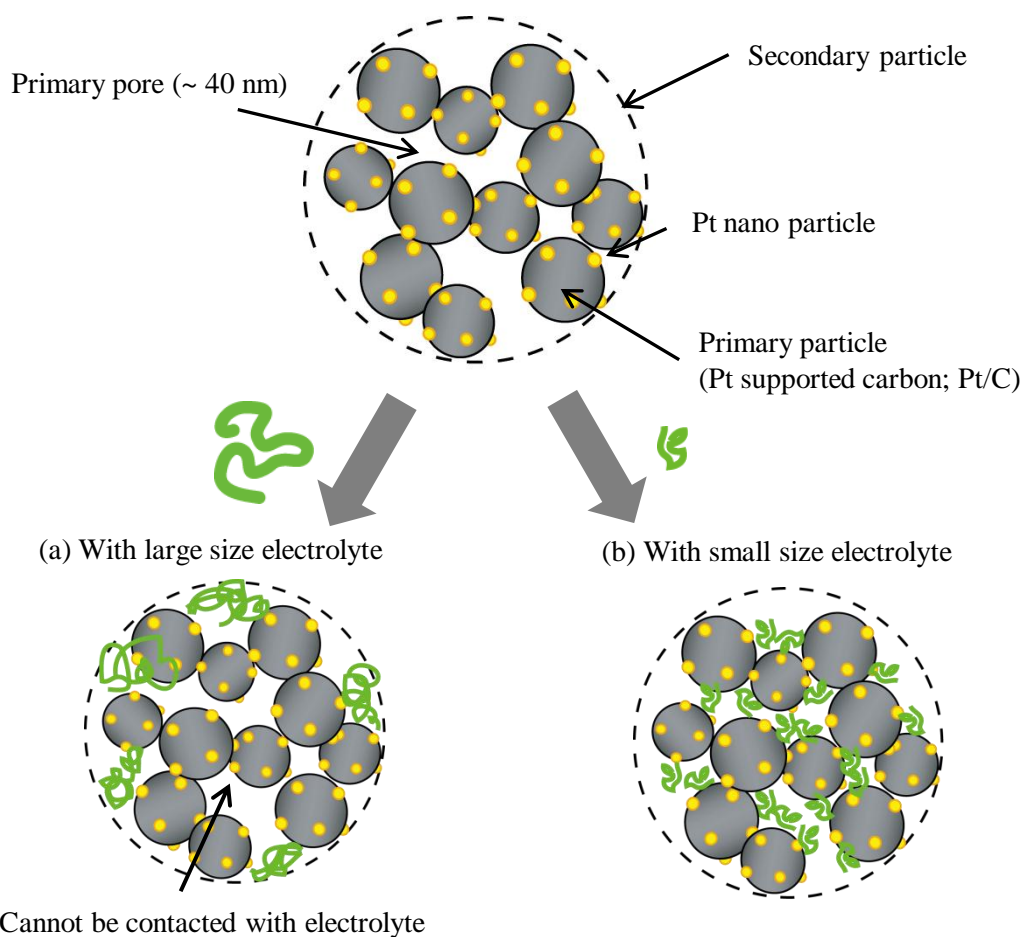 Secondary particle
Primary pore (~ 40 nm)
Pt nano particle
Primary particle
(Pt supported carbon; Pt/C)
(a) With large size electrolyte
(b) With small size electrolyte
Cannot be contacted with electrolyte